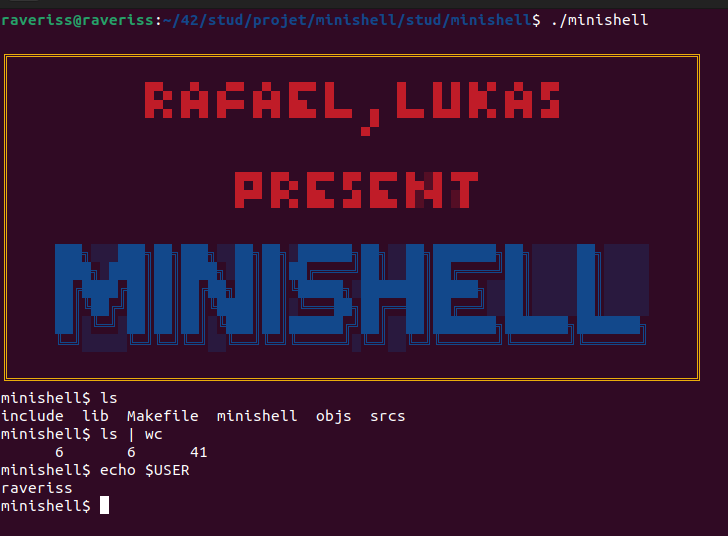 raveriss@raveriss:~/42/stud/projet/minishell/stud/minishell$ ./minishell
RAFAEL, LUKAS
PRESENT
MINISHELL
minishell$ ls
include  lib  Makefile  minishell  objs  srcs
minishell$ ls | wc
      6       6      41
minishell$ echo $USER
raveriss
minishell$